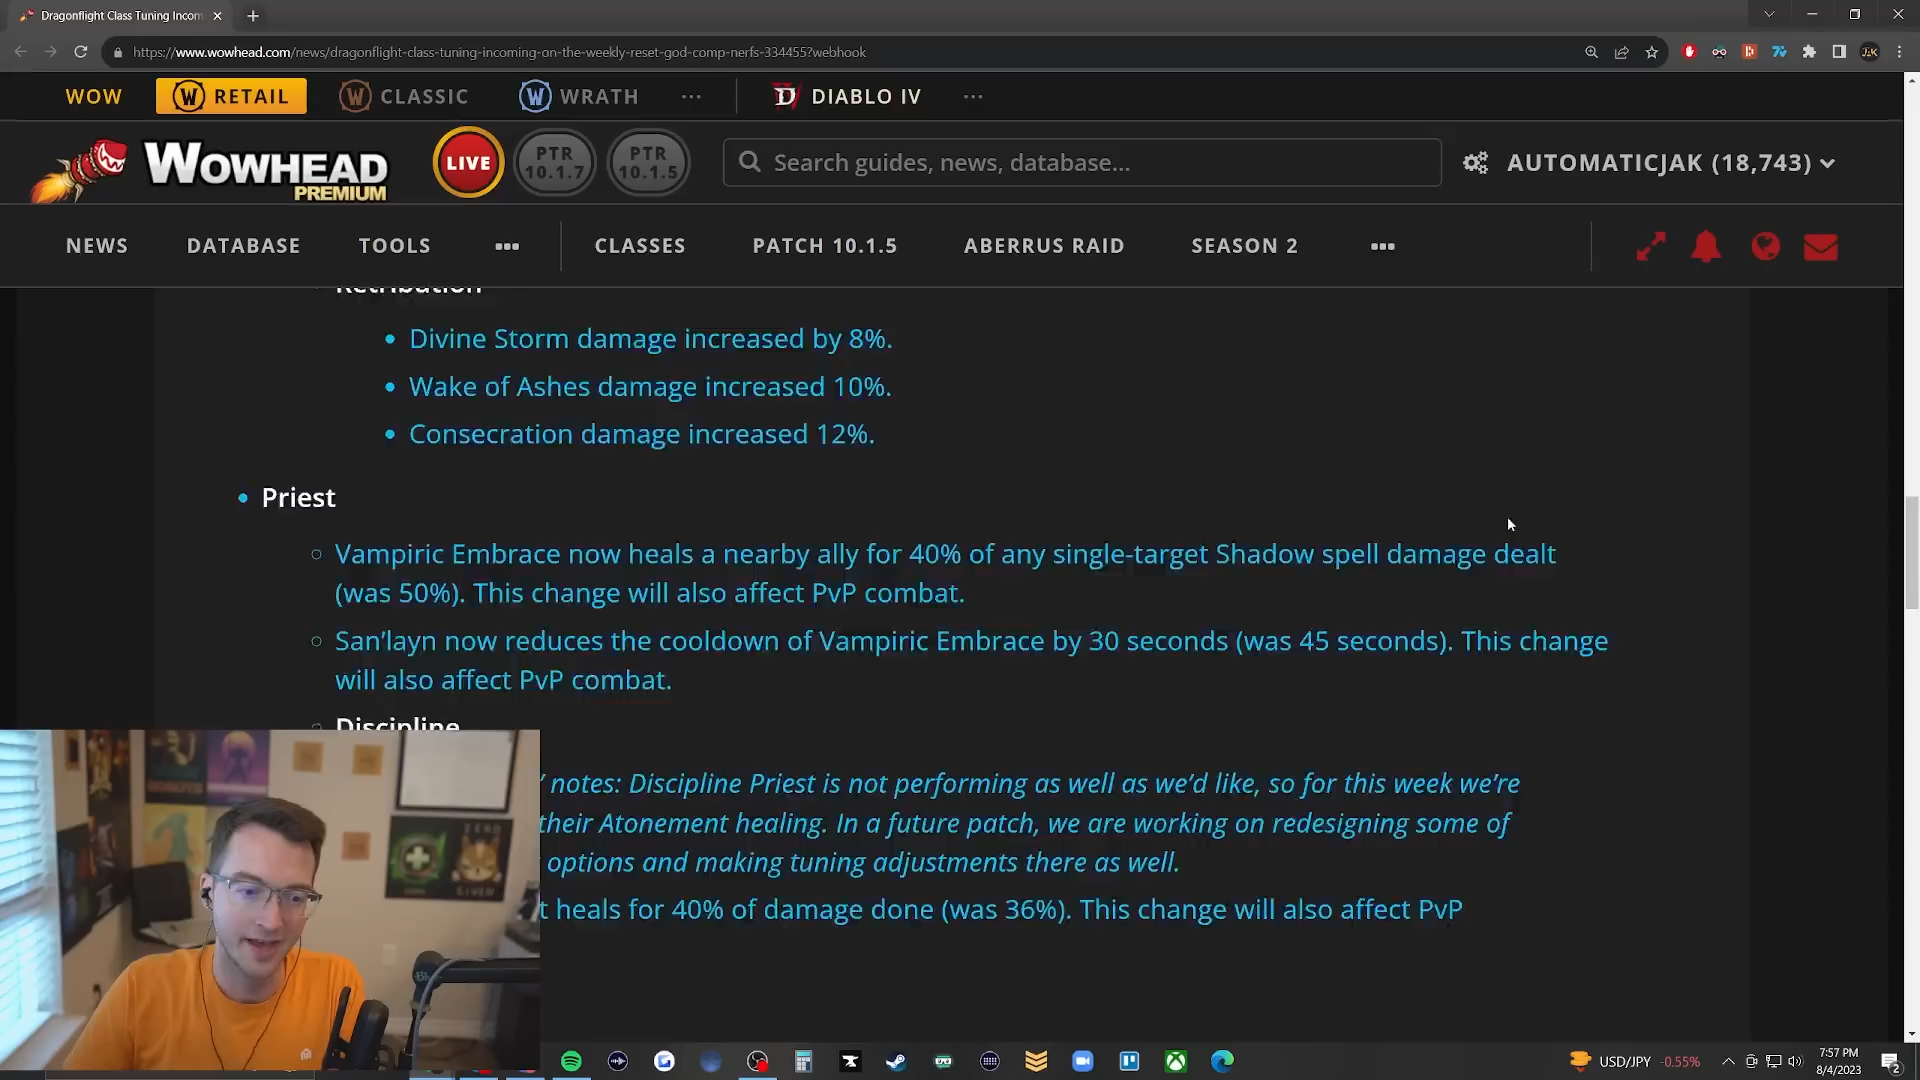 Dragonflight Class Tuning Incom
https://www.wowhead.com/news/dragonflight-class-tuning-incoming-on-the-weekly-reset-god-comp-nerfs-334455?webhook
WOW RETAIL CLASSIC WRATH ... DIABLO IV ...
WOWHEAD PREMIUM LIVE PTR 10.1.7 PTR 10.1.5 Search guides, news, database... AUTOMATICJAK (18,743)
NEWS DATABASE TOOLS ... CLASSES PATCH 10.1.5 ABERRUS RAID SEASON 2 ...
Retribution
Divine Storm damage increased by 8%.
Wake of Ashes damage increased 10%.
Consecration damage increased 12%.
Priest
Vampiric Embrace now heals a nearby ally for 40% of any single-target Shadow spell damage dealt
(was 50%). This change will also affect PvP combat.
San’layn now reduces the cooldown of Vampiric Embrace by 30 seconds (was 45 seconds). This change
will also affect PvP combat.
Discipline
notes: Discipline Priest is not performing as well as we’d like, so for this week we’re
their Atonement healing. In a future patch, we are working on redesigning some of
options and making tuning adjustments there as well.
t heals for 40% of damage done (was 36%). This change will also affect PvP
ZERO
GIVEN
USD/JPY -0.55%
7:57 PM
8/4/2023
2